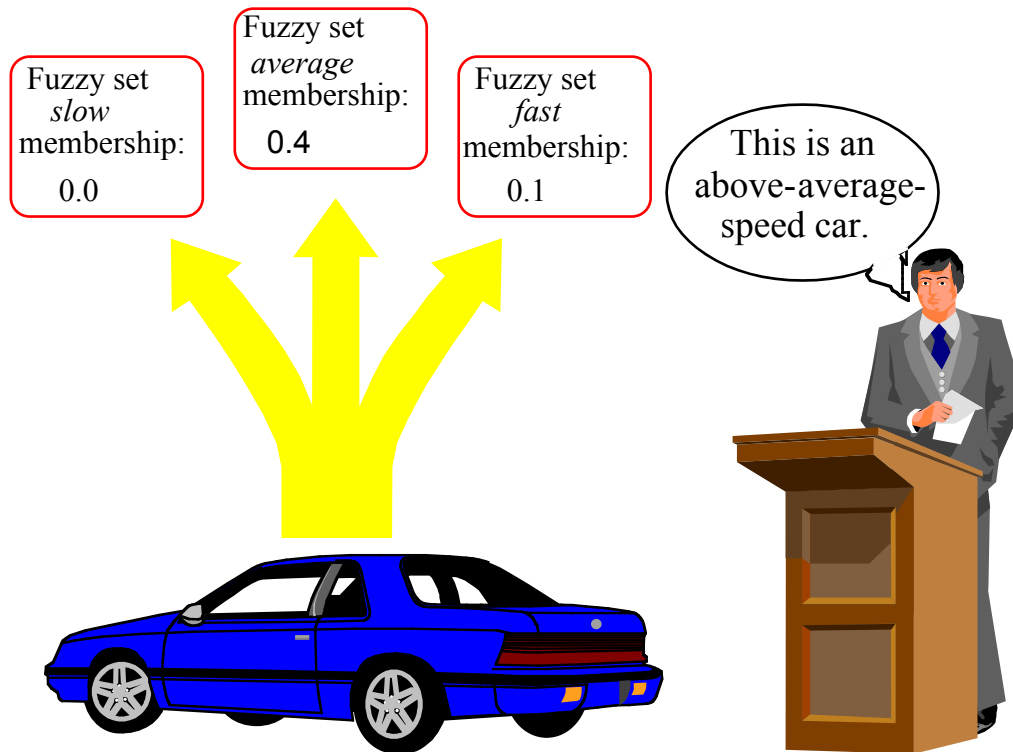 Fuzzy set
slow
membership:
0.0
Fuzzy set
average
membership:
0.4
Fuzzy set
fast
membership:
0.1
This is an
above-average-
speed car.